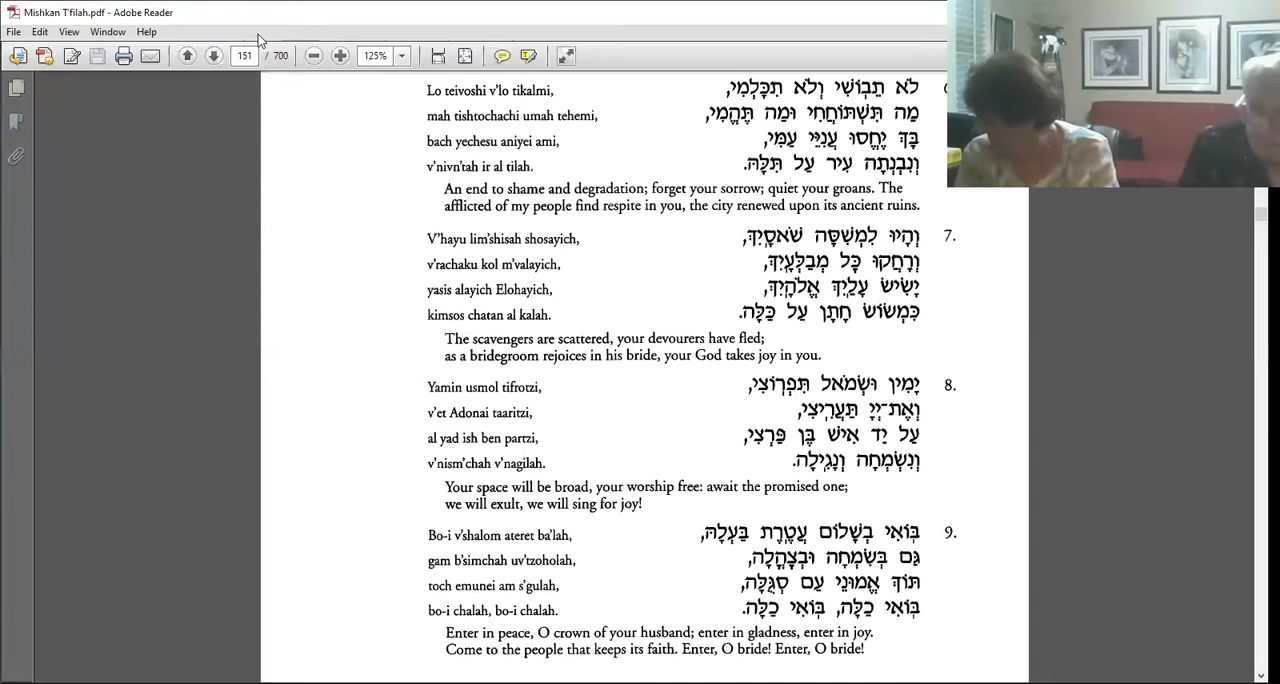 Mishkan T'filah.pdf - Adobe Reader
File Edit View Window Help
151 / 700 125%
Lo teivoshi v'lo tikalmi,
לֹא תֵבֽוֹשִׁי וְלֹא תִכָּלְמִי,
mah tishtochachi umah tehemi,
מַה תִּשְׁתּוֹחֲחִי וּמַה תֶּהֱמִי,
bach yechesu aniyei ami,
בָּךְ יֶחֱסוּ עֲנִיֵּי עַמִּי,
v'nivn'tah ir al tilah.
וְנִבְנְתָה עִיר עַל תִּלָּהּ.
An end to shame and degradation; forget your sorrow; quiet your groans. The
afflicted of my people find respite in you, the city renewed upon its ancient ruins.
V'hayu lim'shisah shosayich,
וְהָיוּ לִמְשִׁסָּה שֹׁאסָֽיִךְ, 7.
v'rachaku kol m'valayich,
וְרָחֲקוּ כָּל מְבַלְּעָֽיִךְ,
yasis alayich Elohayich,
יָשִׂישׂ עָלַֽיִךְ אֱלֹהָֽיִךְ,
kimsos chatan al kalah.
כִּמְשׂוֹשׂ חָתָן עַל כַּלָּה.
The scavengers are scattered, your devourers have fled;
as a bridegroom rejoices in his bride, your God takes joy in you.
Yamin usmol tifrotzi,
יָמִין וּשְׂמֹאל תִּפְרֽוֹצִי, 8.
v'et Adonai taaritzi,
וְאֶת־יְיָ תַּעֲרִֽיצִי,
al yad ish ben partzi,
עַל יַד אִישׁ בֶּן פַּרְצִי,
v'nism'chah v'nagilah.
וְנִשְׂמְחָה וְנָגִֽילָה.
Your space will be broad, your worship free: await the promised one;
we will exult, we will sing for joy!
Bo-i v'shalom ateret ba'lah,
בּֽוֹאִי בְשָׁלוֹם עֲטֶֽרֶת בַּעְלָהּ, 9.
gam b'simchah uv'tzoholah,
גַּם בְּשִׂמְחָה וּבְצָהֳלָה,
toch emunei am s'gulah,
תּוֹךְ אֱמוּנֵי עַם סְגֻלָּה,
bo-i chalah, bo-i chalah.
בּֽוֹאִי כַלָּה, בּֽוֹאִי כַלָּה.
Enter in peace, O crown of your husband; enter in gladness, enter in joy.
Come to the people that keeps its faith. Enter, O bride! Enter, O bride!